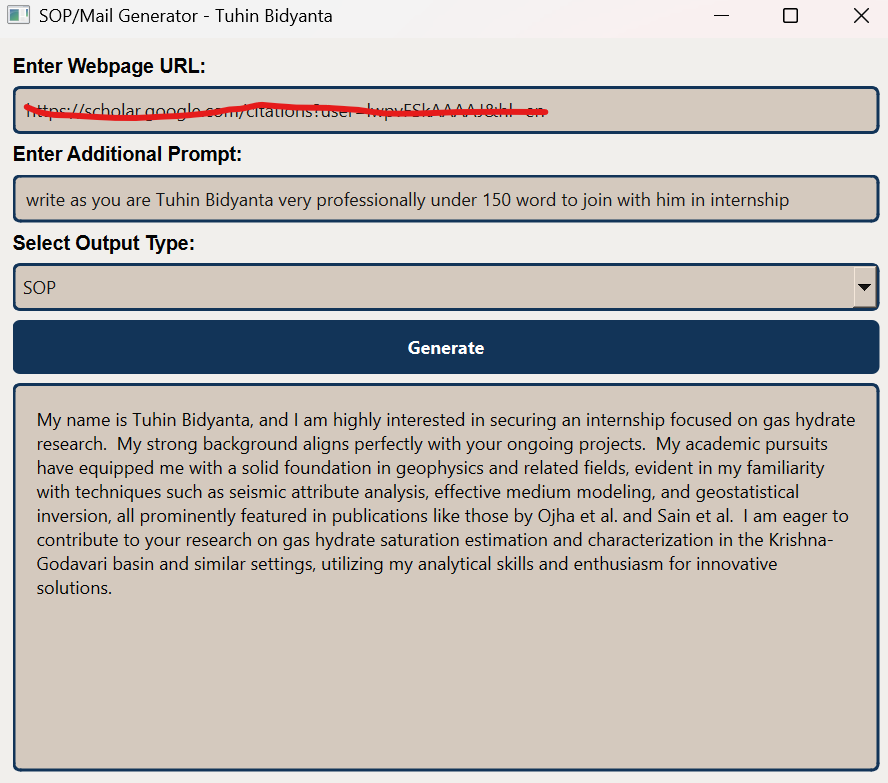 SOP/Mail Generator - Tuhin Bidyanta
Enter Webpage URL:
Enter Additional Prompt:
write as you are Tuhin Bidyanta very professionally under 150 word to join with him in internship
Select Output Type:
SOP
Generate
My name is Tuhin Bidyanta, and I am highly interested in securing an internship focused on gas hydrate
research.  My strong background aligns perfectly with your ongoing projects.  My academic pursuits
have equipped me with a solid foundation in geophysics and related fields, evident in my familiarity
with techniques such as seismic attribute analysis, effective medium modeling, and geostatistical
inversion, all prominently featured in publications like those by Ojha et al. and Sain et al.  I am eager to
contribute to your research on gas hydrate saturation estimation and characterization in the Krishna-
Godavari basin and similar settings, utilizing my analytical skills and enthusiasm for innovative
solutions.